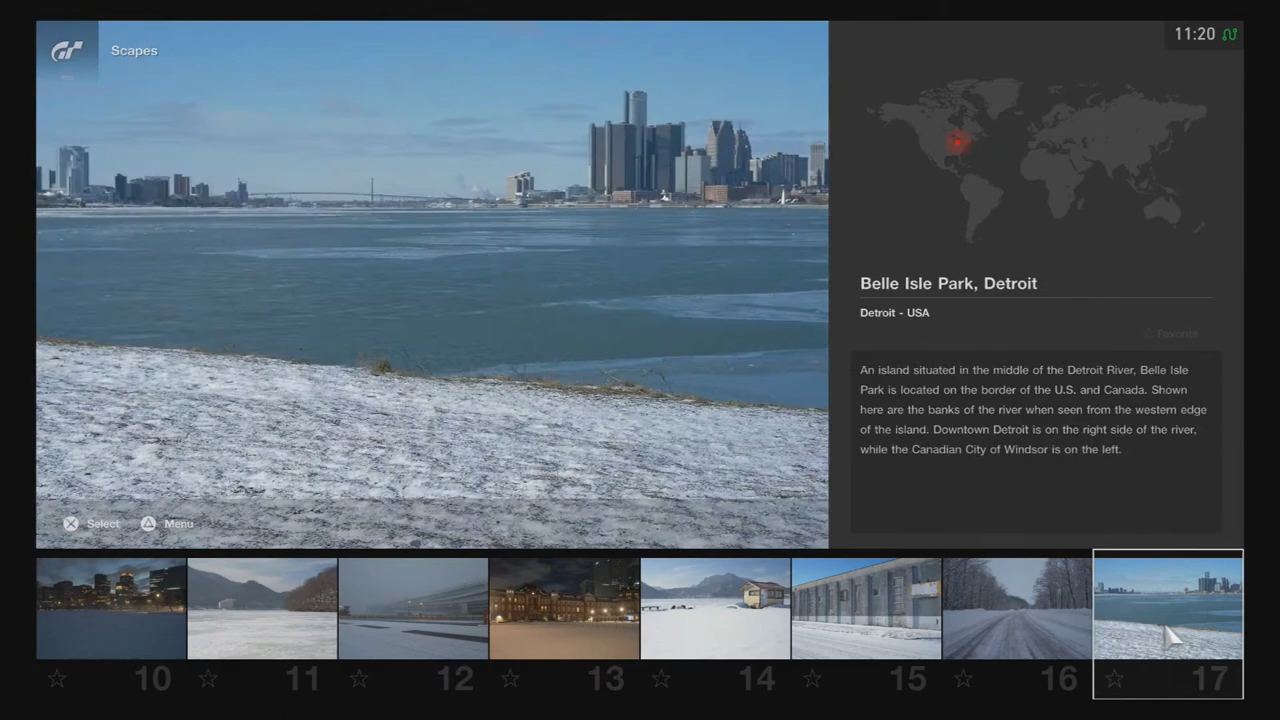 Scapes
11:20
Belle Isle Park, Detroit
Detroit - USA
Favorite
An island situated in the middle of the Detroit River, Belle Isle
Park is located on the border of the U.S. and Canada. Shown
here are the banks of the river when seen from the western edge
of the island. Downtown Detroit is on the right side of the river,
while the Canadian City of Windsor is on the left.
Select Menu
10 11 12 13 14 15 16 17